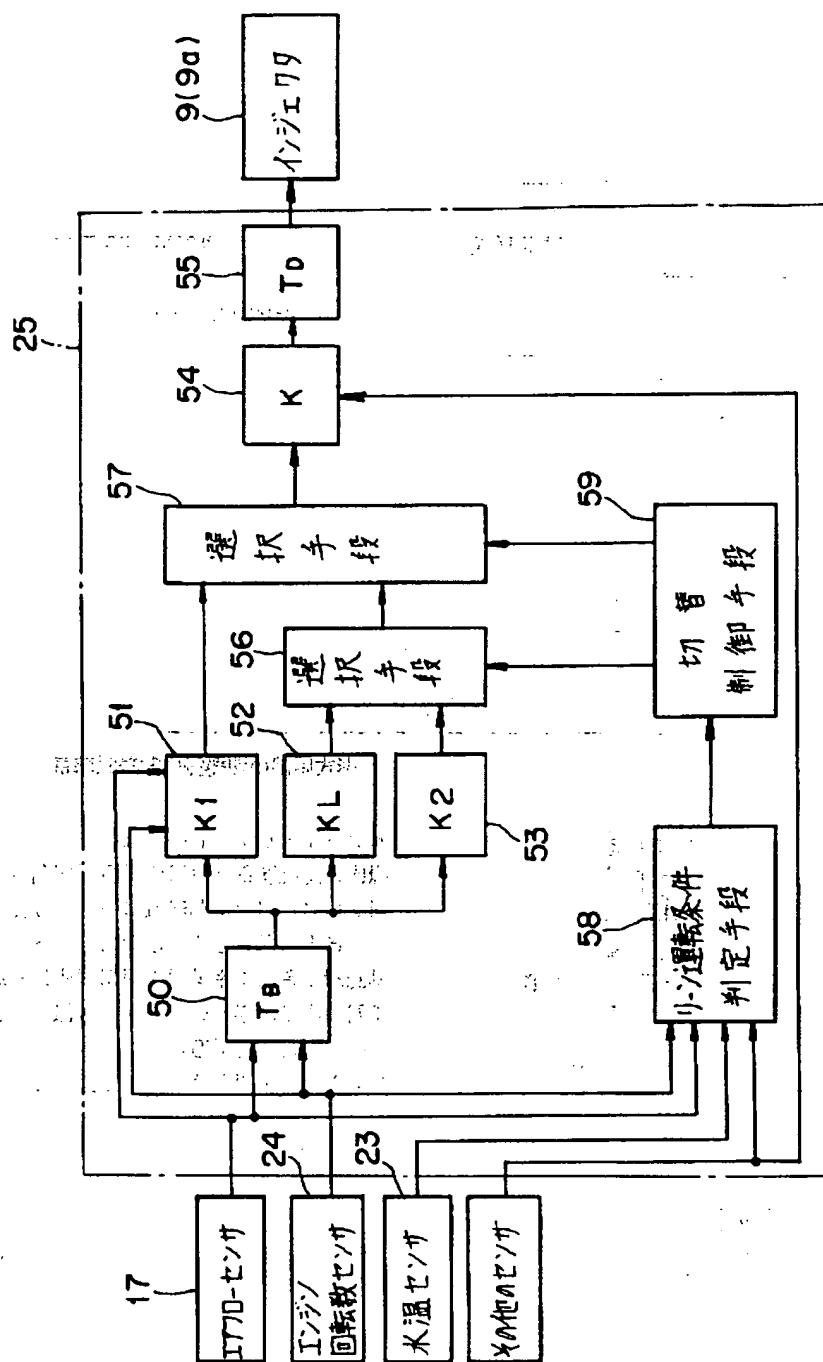 25
17
エアフローセンサ
24
エンジン
回転数センサ
23
水温センサ
その他のセンサ
50
TB
51
K1
52
KL
K2
53
56
選択手段
57
選択手段
54
K
55
TD
9(9a)
インジェクタ
58
リーン運転条件
判定手段
59
切替
制御手段